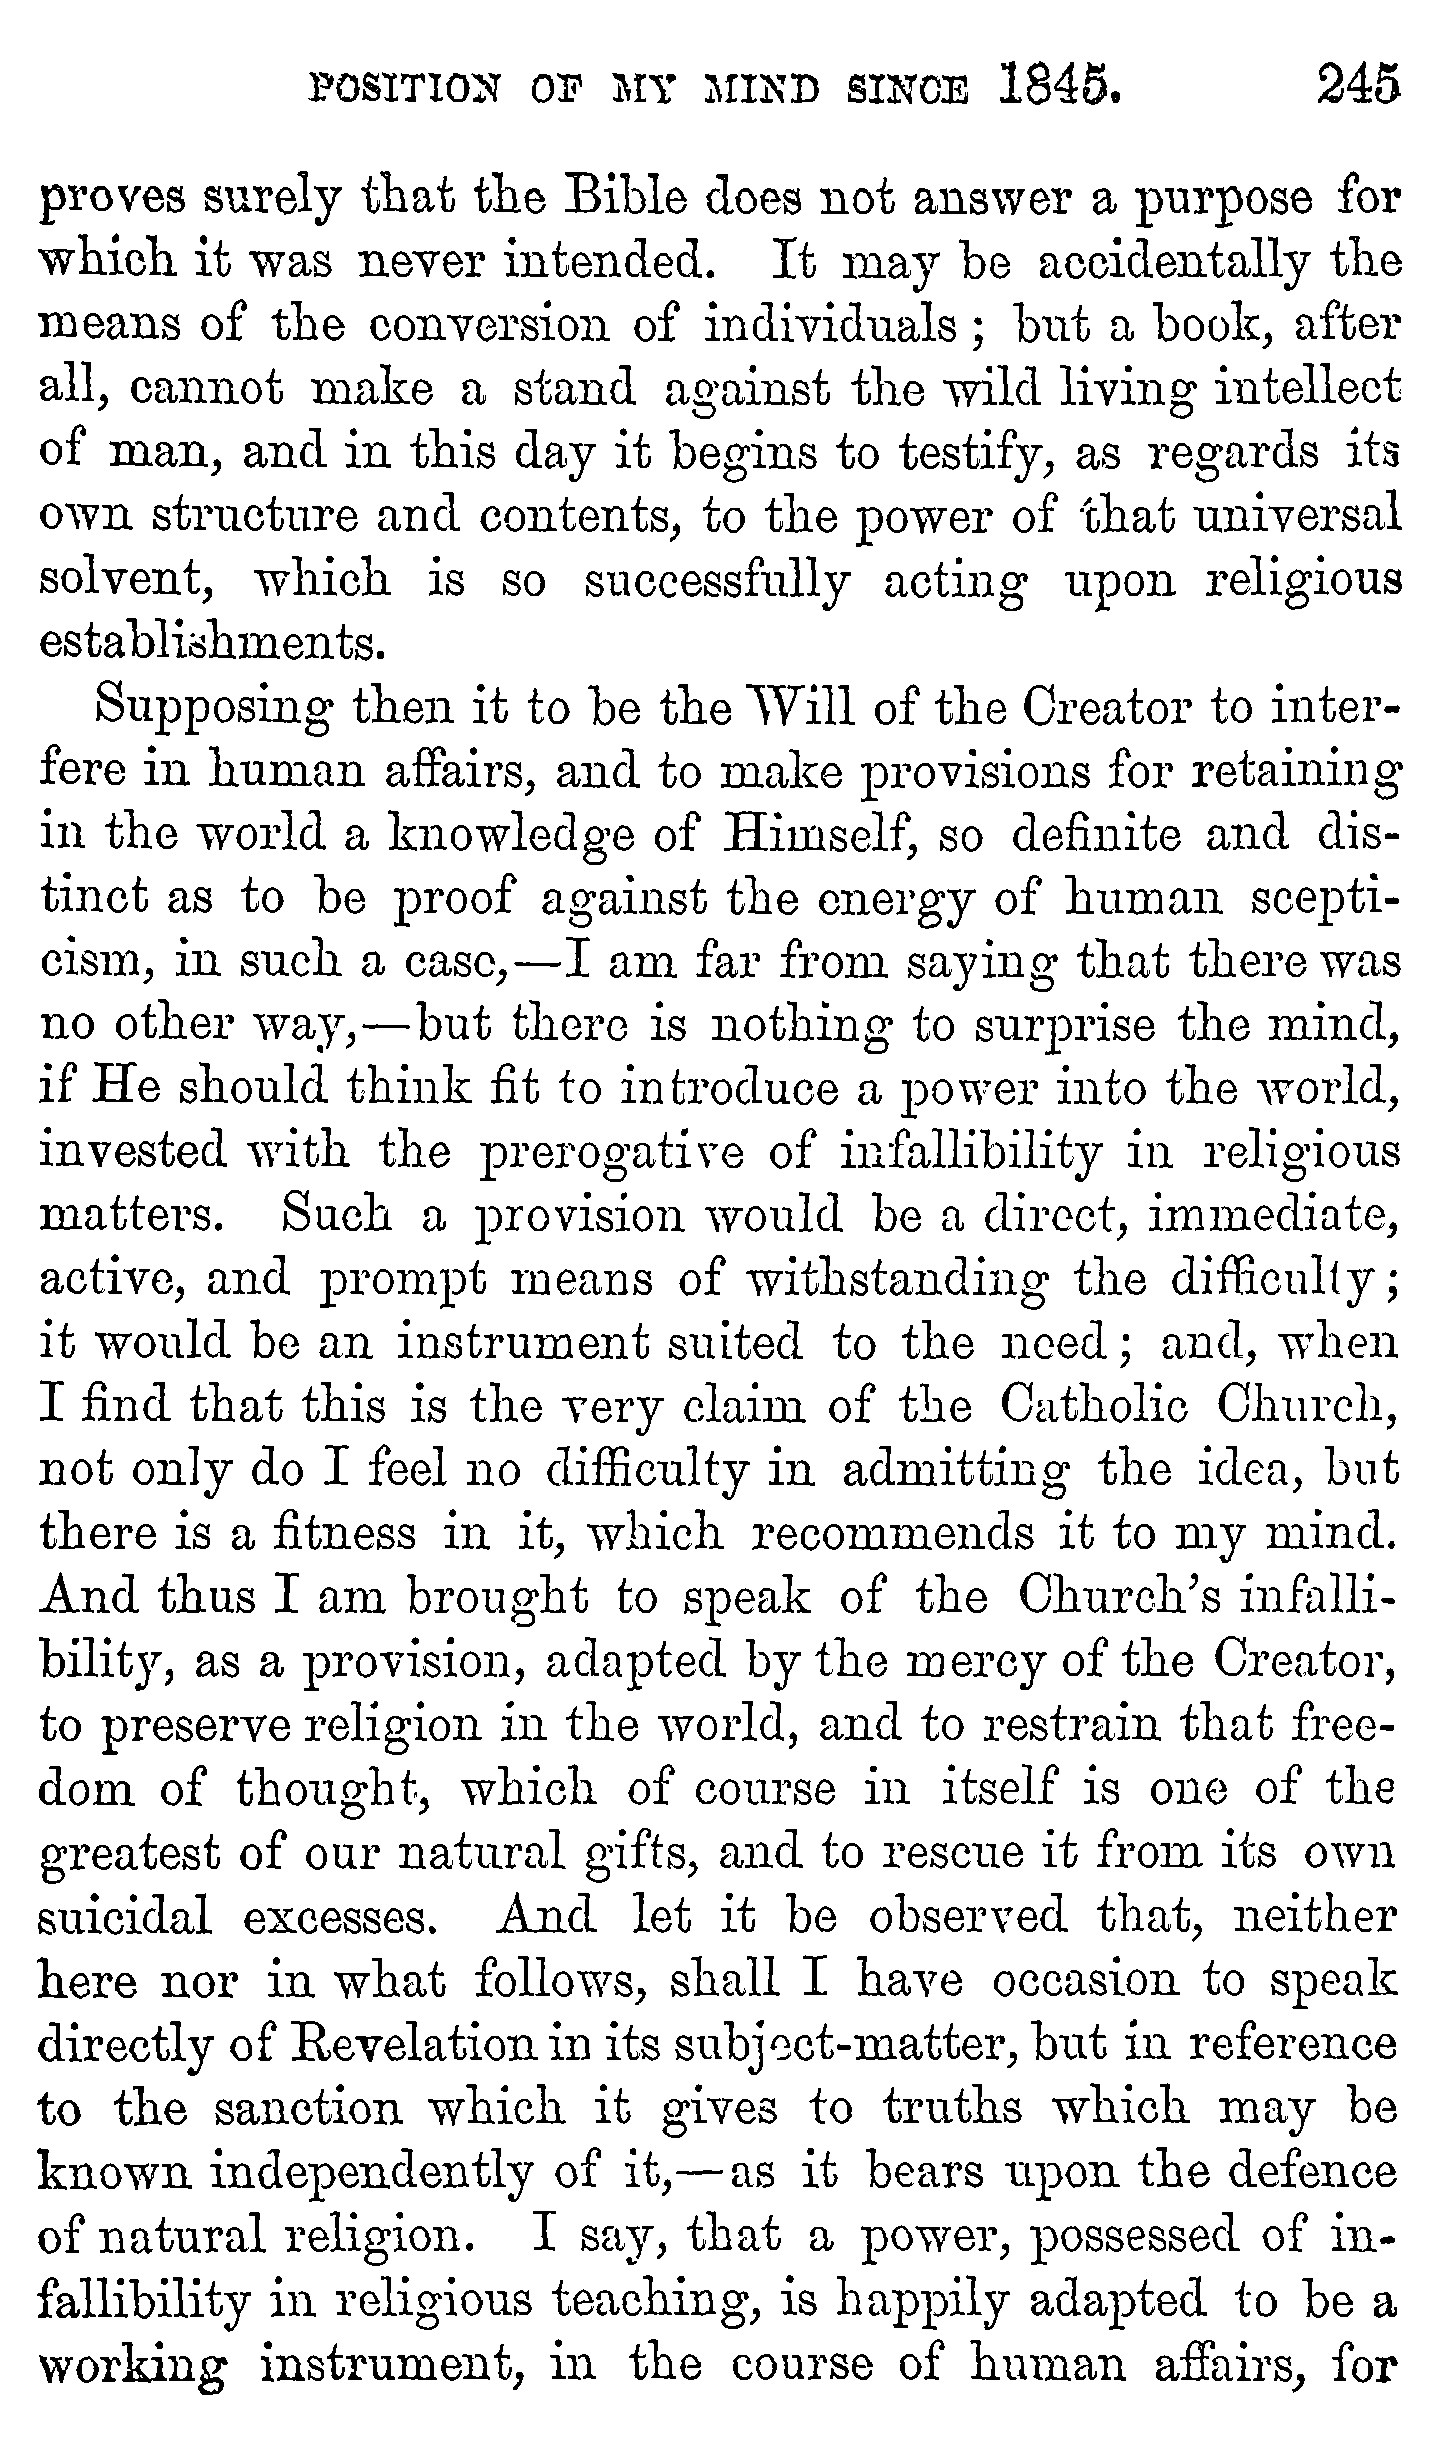 POSITION OF MY MIND SINCE 1845. 245
proves surely that the Bible does not answer a purpose for
which it was never intended. It may be accidentally the
means of the conversion of individuals; but a book, after
all, cannot make a stand against the wild living intellect
of man, and in this day it begins to testify, as regards its
own structure and contents, to the power of that universal
solvent, which is so successfully acting upon religious
establishments.
Supposing then it to be the Will of the Creator to inter-
fere in human affairs, and to make provisions for retaining
in the world a knowledge of Himself, so definite and dis-
tinct as to be proof against the energy of human scepti-
cism, in such a case,—I am far from saying that there was
no other way,—but there is nothing to surprise the mind,
if He should think fit to introduce a power into the world,
invested with the prerogative of infallibility in religious
matters. Such a provision would be a direct, immediate,
active, and prompt means of withstanding the difficulty;
it would be an instrument suited to the need; and, when
I find that this is the very claim of the Catholic Church,
not only do I feel no difficulty in admitting the idea, but
there is a fitness in it, which recommends it to my mind.
And thus I am brought to speak of the Church's infalli-
bility, as a provision, adapted by the mercy of the Creator,
to preserve religion in the world, and to restrain that free-
dom of thought, which of course in itself is one of the
greatest of our natural gifts, and to rescue it from its own
suicidal excesses. And let it be observed that, neither
here nor in what follows, shall I have occasion to speak
directly of Revelation in its subject-matter, but in reference
to the sanction which it gives to truths which may be
known independently of it,—as it bears upon the defence
of natural religion. I say, that a power, possessed of in-
fallibility in religious teaching, is happily adapted to be a
working instrument, in the course of human affairs, for